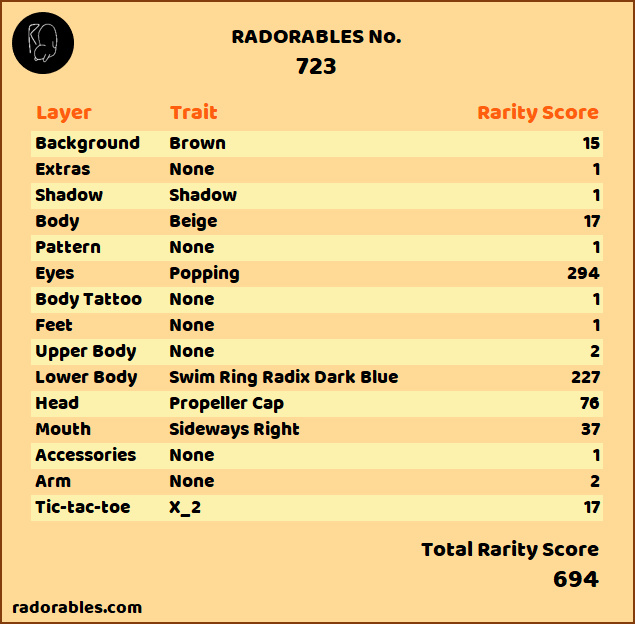 RADORABLES No.
723
Layer Trait Rarity Score
Background Brown 15
Extras None 1
Shadow Shadow 1
Body Beige 17
Pattern None 1
Eyes Popping 294
Body Tattoo None 1
Feet None 1
Upper Body None 2
Lower Body Swim Ring Radix Dark Blue 227
Head Propeller Cap 76
Mouth Sideways Right 37
Accessories None 1
Arm None 2
Tic-tac-toe X_2 17
Total Rarity Score
694
radorables.com